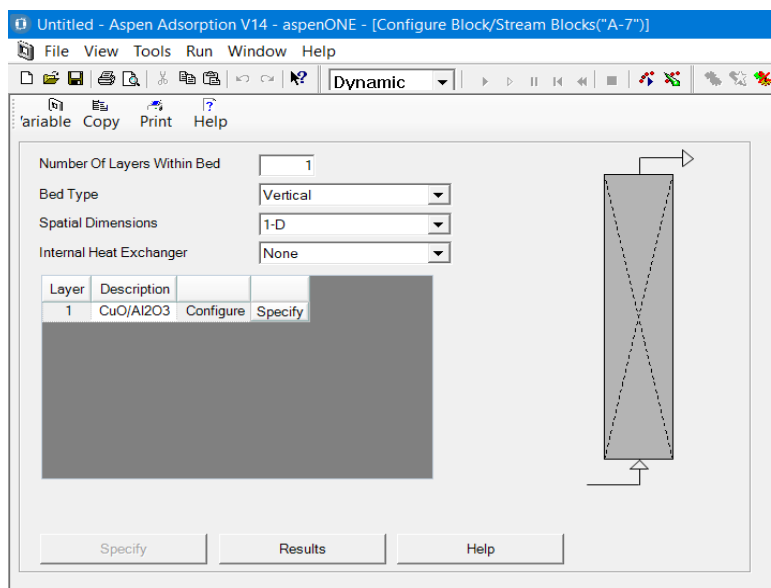 Untitled - Aspen Adsorption V14 - aspenONE - [Configure Block/Stream Blocks("A-7")]
File View Tools Run Window Help
Dynamic
'ariable Copy Print Help
Number Of Layers Within Bed 1
Bed Type Vertical
Spatial Dimensions 1-D
Internal Heat Exchanger None
Layer Description
1 CuO/Al2O3 Configure Specify
Specify Results Help